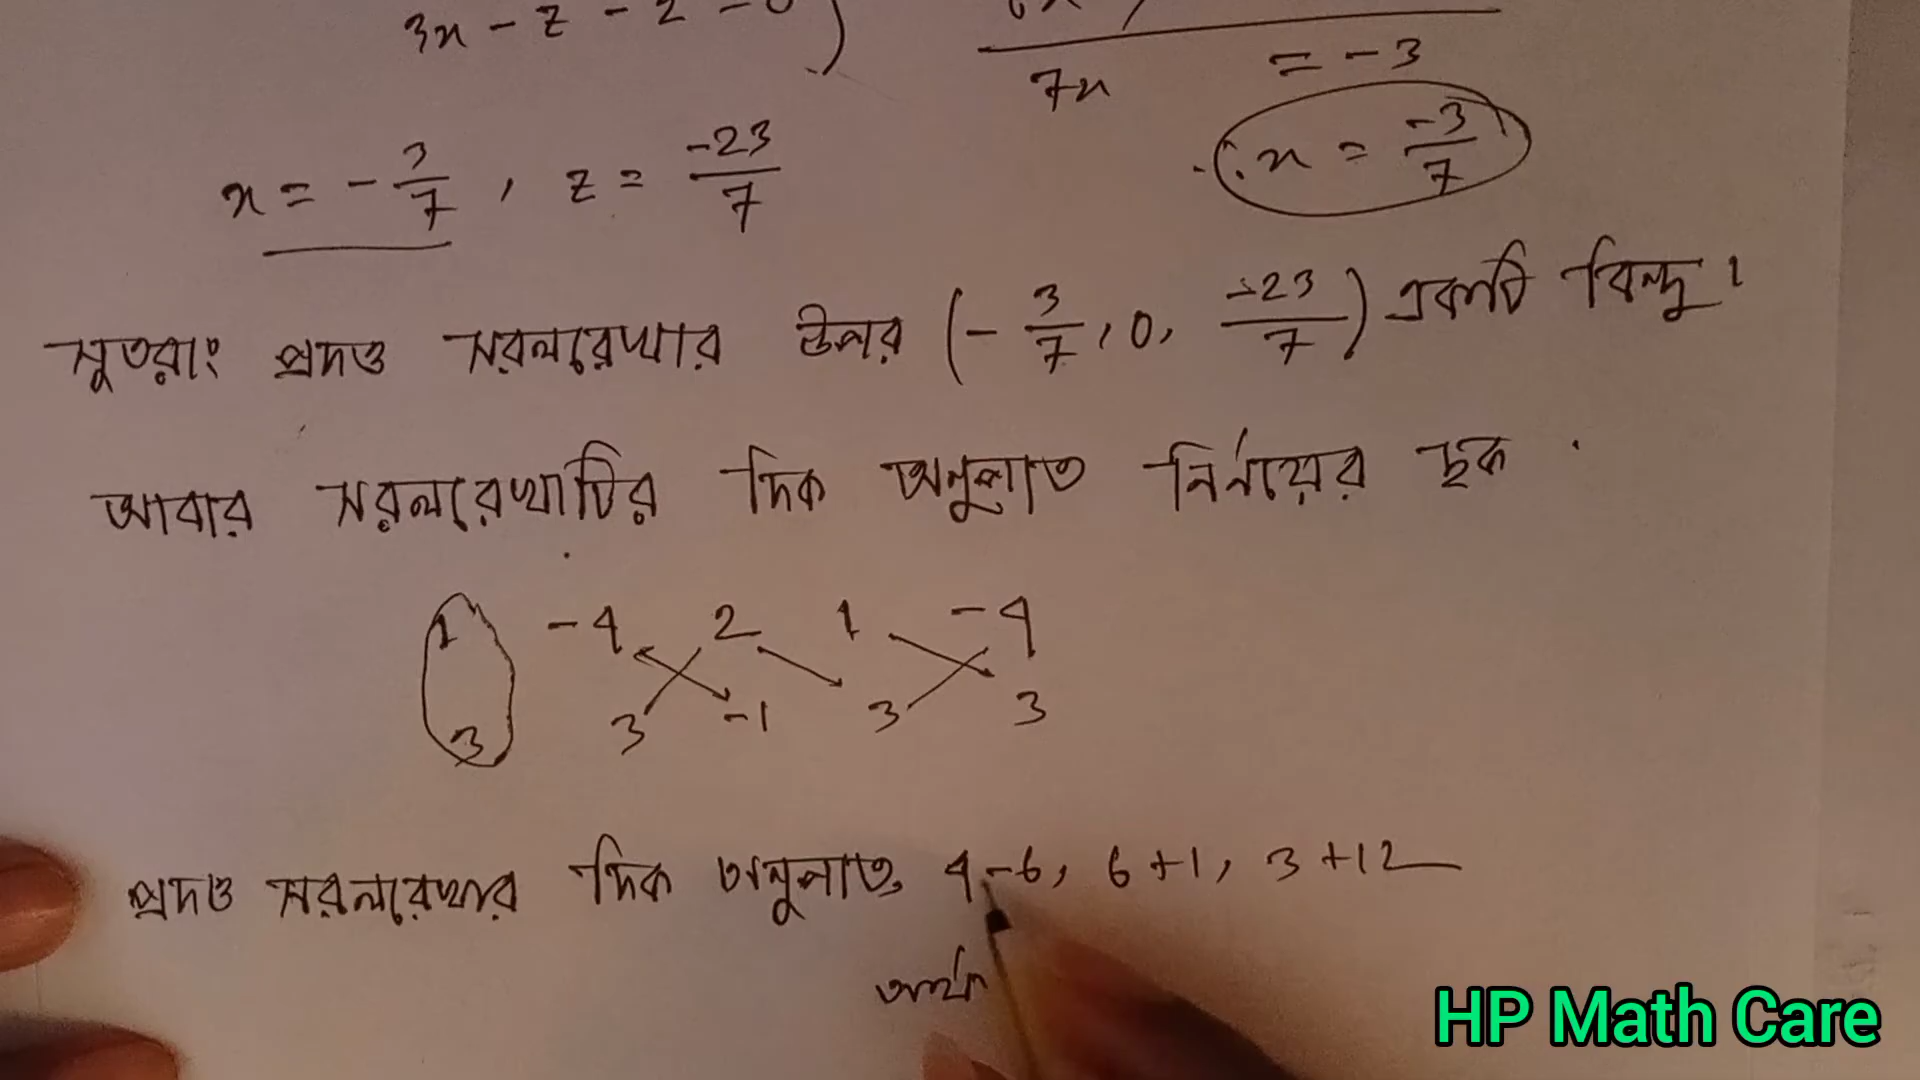 3x - z - 2 = 0
7x = -3
∴ x = -3/7
x = -3/7 , z = -23/7
সুতরাং প্রদত্ত সরলরেখার উপর (- 3/7, 0, -23/7) একটি বিন্দু।
আবার সরলরেখাটির দিক অনুপাত নির্ণয়ের ছক
1 -4 2 1 -4
3 3 -1 3 3
প্রদত্ত সরলরেখার দিক অনুপাত, 4-6, 6+1, 3+12
HP Math Care